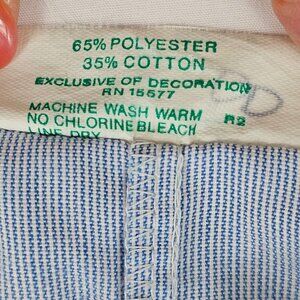 65% POLYESTER
35% COTTON
EXCLUSIVE OF DECORATION
RN 15577
MACHINE WASH WARM
NO CHLORINE BLEACH R2
LINE DRY